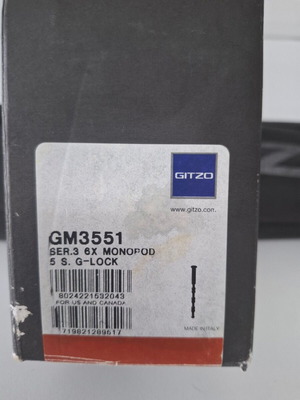 GITZO
www.gitzo.com
GM3551
SER.3 6X MONOPOD
5 S. G-LOCK
8024221592043
FOR US AND CANADA
MADE IN ITALY
719821289617